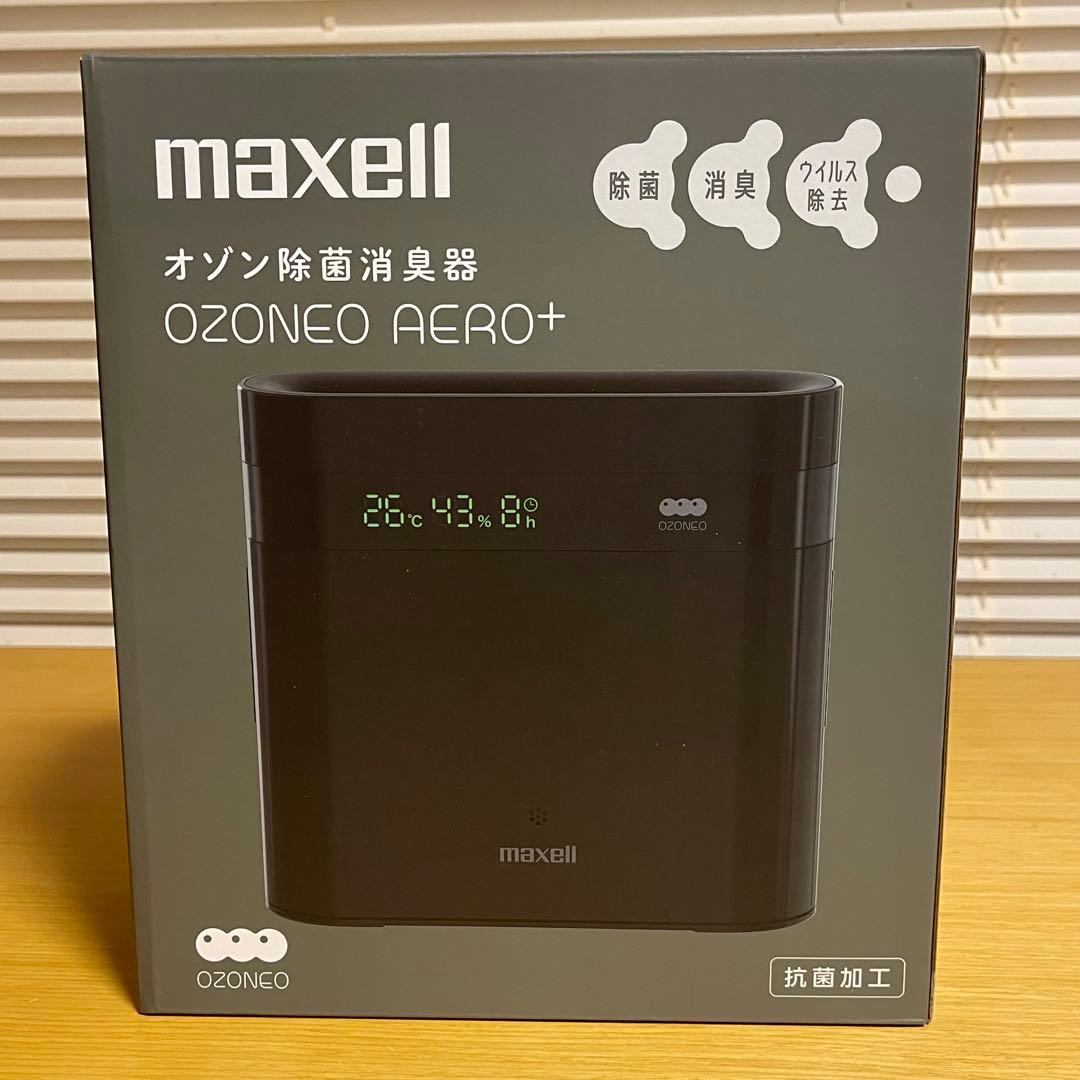 maxell
除菌
消臭
ウイルス
除去
オゾン除菌消臭器
OZONEO AERO+
26℃ 43% 8h
OZONEO
maxell
OZONEO
抗菌加工